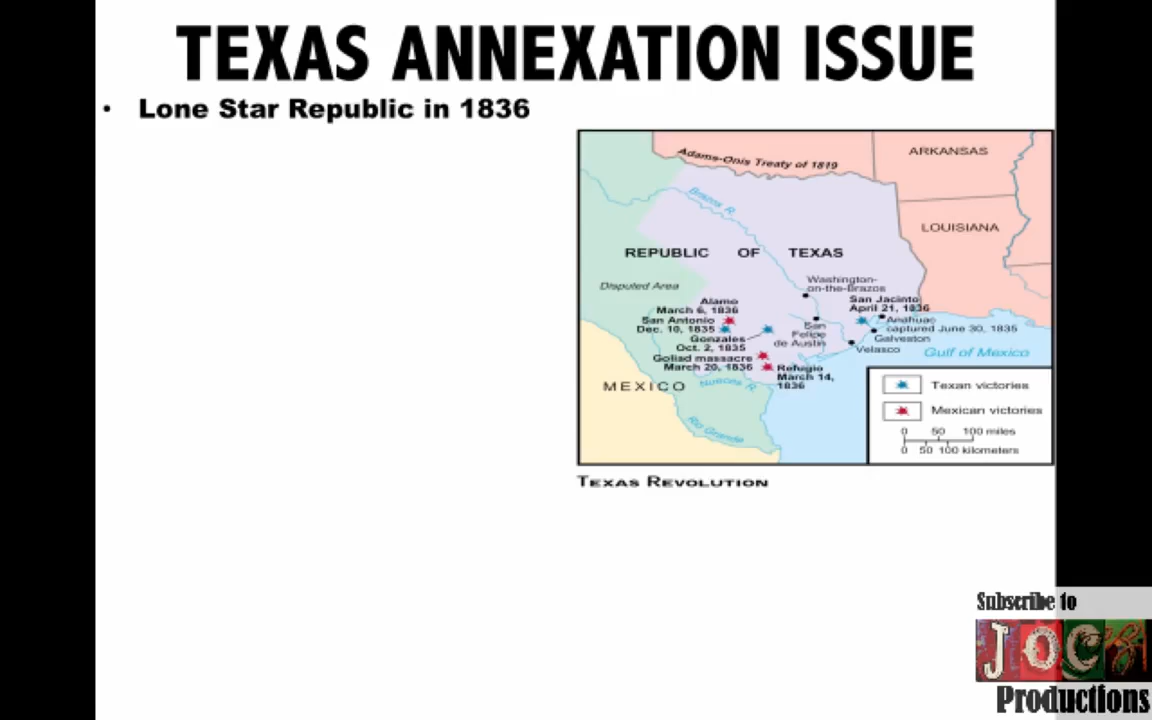 TEXAS ANNEXATION ISSUE
• Lone Star Republic in 1836
Adams-Onis Treaty of 1819
ARKANSAS
Brazos R.
LOUISIANA
REPUBLIC OF TEXAS
Disputed Area
Washington-
on-the-Brazos
Alamo
March 6, 1836
San Antonio
Dec. 10, 1835
San Jacinto
April 21, 1836
Anahuac
captured June 30, 1835
San
Felipe
de Austin
Galveston
Velasco
Gonzales
Oct. 2, 1835
Goliad massacre
March 20, 1836
Refugio
March 14,
1836
Gulf of Mexico
MEXICO
Nueces R.
Rio Grande
Texan victories
Mexican victories
0 50 100 miles
0 50 100 kilometers
TEXAS REVOLUTION
Subscribe to
JOCZ
Productions